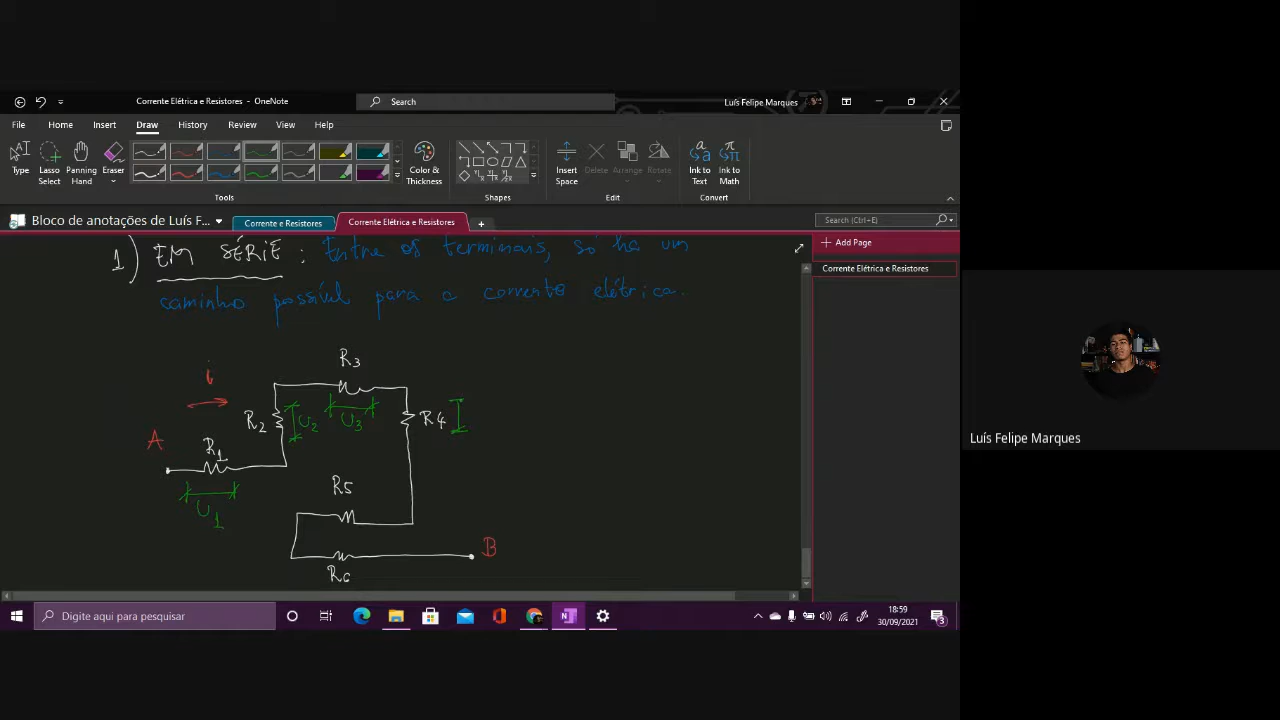 Corrente Elétrica e Resistores - OneNote
Search
Luís Felipe Marques
File Home Insert Draw History Review View Help
Type
Lasso Select
Panning Hand
Eraser
Color & Thickness
Insert Space
Delete
Arrange
Rotate
Ink to Text
Ink to Math
Tools
Shapes
Edit
Convert
Bloco de anotações de Luís F...
Corrente e Resistores
Corrente Elétrica e Resistores
+
Search (Ctrl+E)
Add Page
Corrente Elétrica e Resistores
1) EM SÉRIE : Entre os terminais, só há um
caminho possível para a corrente elétrica.
R3
i
R2
U2
U3
R4
A
R1
U1
R5
B
R6
Luís Felipe Marques
Digite aqui para pesquisar
18:59
30/09/2021
3